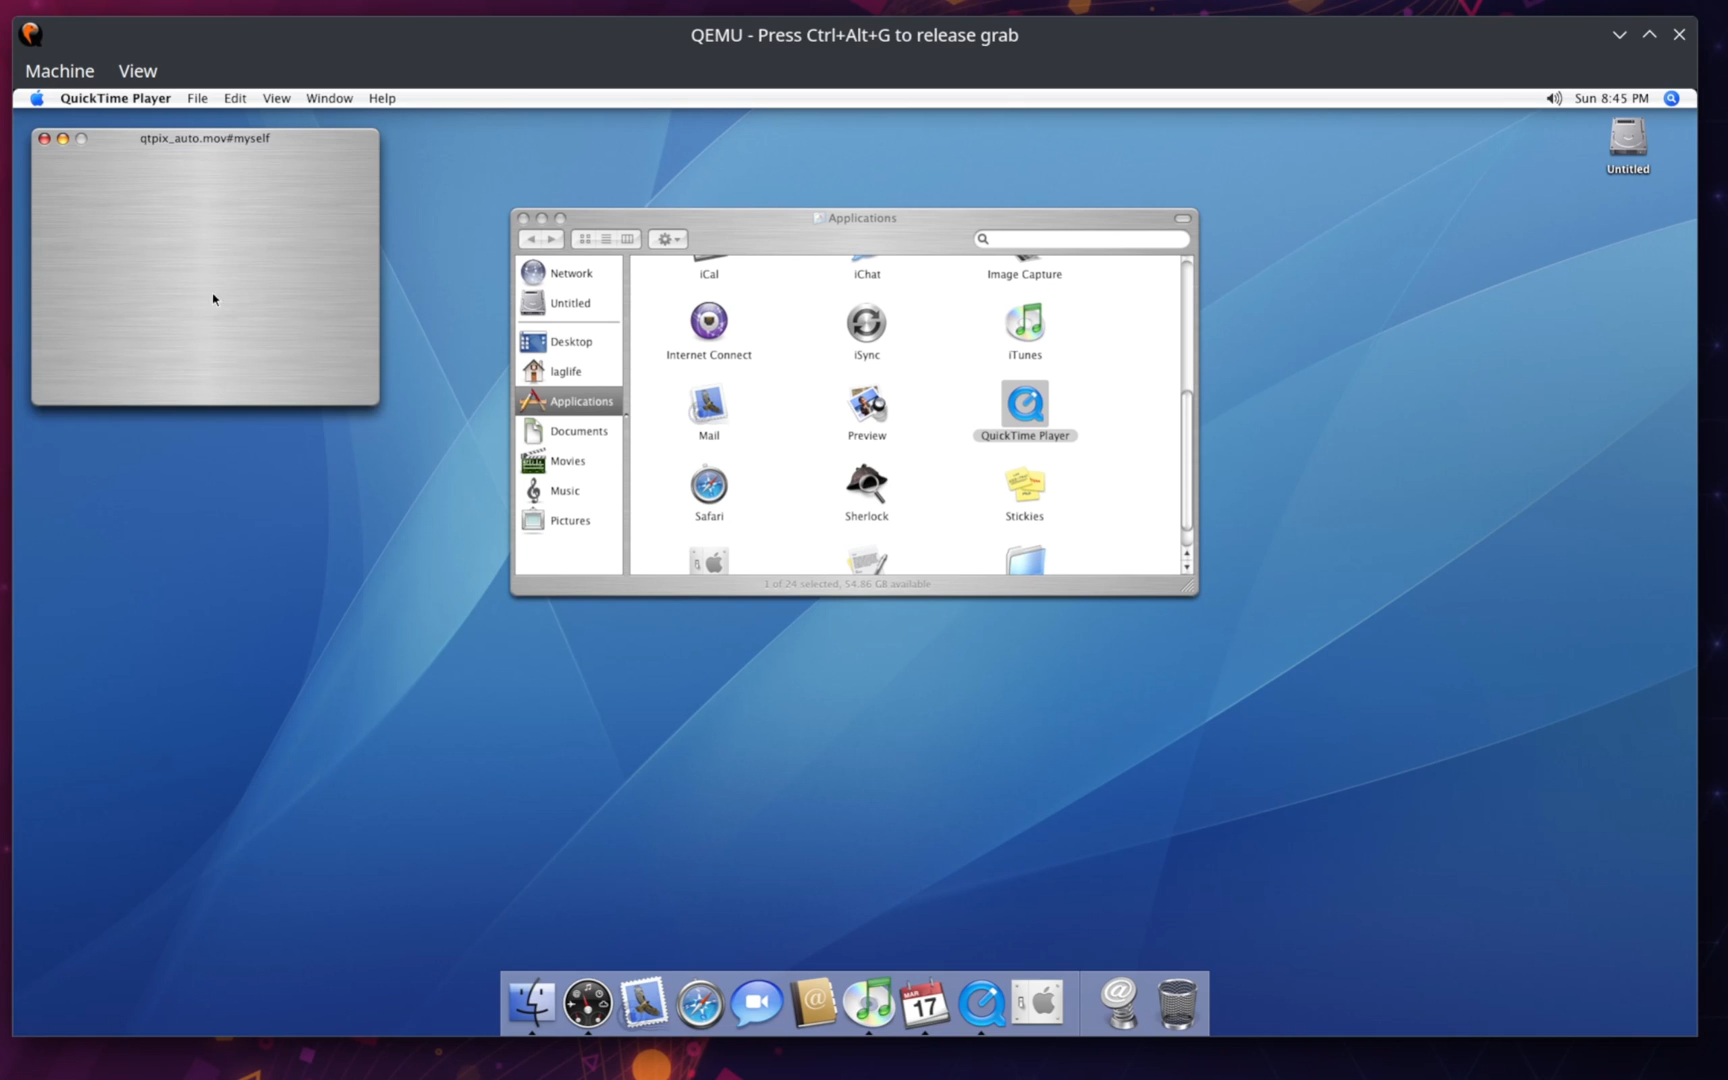 QEMU - Press Ctrl+Alt+G to release grab
Machine View
QuickTime Player File Edit View Window Help
Sun 8:45 PM
qtpix_auto.mov#myself
Untitled
Applications
Network
Untitled
Desktop
laglife
Applications
Documents
Movies
Music
Pictures
iCal iChat Image Capture
Internet Connect iSync iTunes
Mail Preview QuickTime Player
Safari Sherlock Stickies
1 of 24 selected, 54.86 GB available
MAR
17